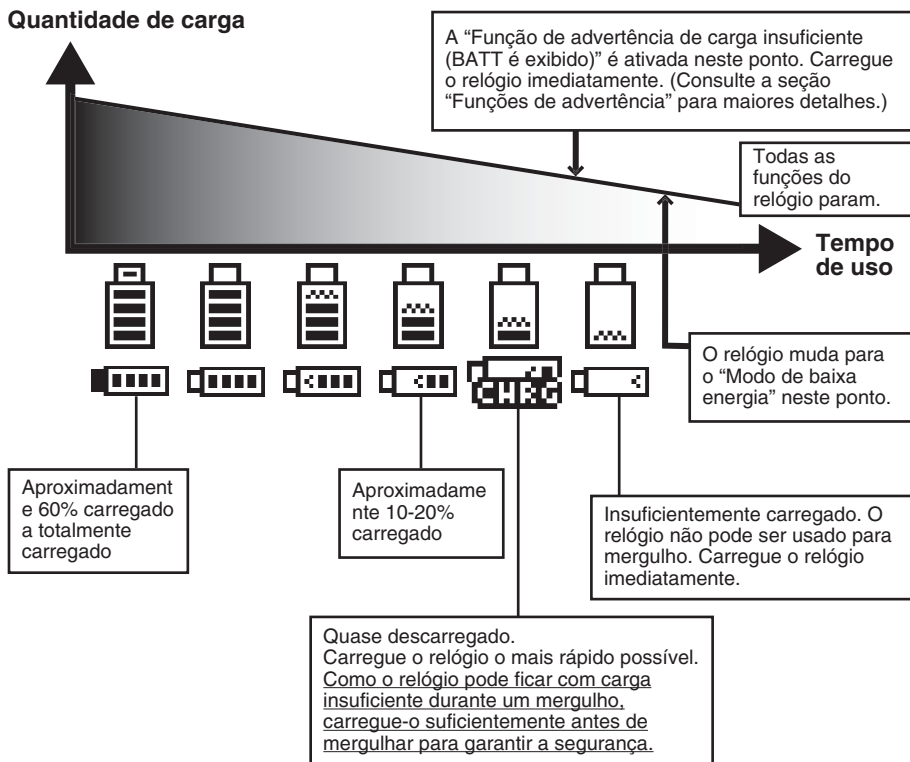 Quantidade de carga
A “Função de advertência de carga insuficiente
(BATT é exibido)” é ativada neste ponto. Carregue
o relógio imediatamente. (Consulte a seção
“Funções de advertência” para maiores detalhes.)
Todas as
funções do
relógio param.
Tempo
de uso
O relógio muda para
o “Modo de baixa
energia” neste ponto.
CHRG
Aproximadament
e 60% carregado
a totalmente
carregado
Aproximadame
nte 10-20%
carregado
Insuficientemente carregado. O
relógio não pode ser usado para
mergulho. Carregue o relógio
imediatamente.
Quase descarregado.
Carregue o relógio o mais rápido possível.
Como o relógio pode ficar com carga
insuficiente durante um mergulho,
carregue-o suficientemente antes de
mergulhar para garantir a segurança.